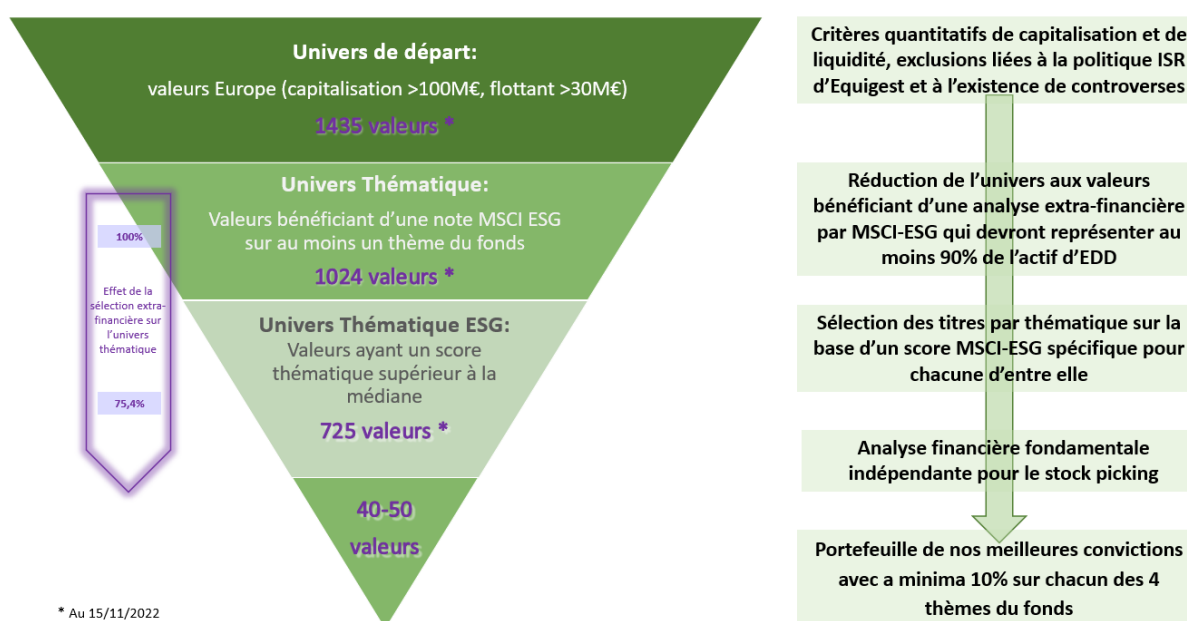 Univers de départ:
valeurs Europe (capitalisation >100M€, flottant >30M€)
1435 valeurs *
Univers Thématique:
Valeurs bénéficiant d'une note MSCI ESG
sur au moins un thème du fonds
1024 valeurs *
Univers Thématique ESG:
Valeurs ayant un score
thématique supérieur à la
médiane
725 valeurs *
40-50
valeurs
100%
Effet de la
sélection extra-
financière sur
l'univers
thématique
75,4%
* Au 15/11/2022
Critères quantitatifs de capitalisation et de
liquidité, exclusions liées à la politique ISR
d'Equigest et à l'existence de controverses
Réduction de l'univers aux valeurs
bénéficiant d'une analyse extra-financière
par MSCI-ESG qui devront représenter au
moins 90% de l'actif d'EDD
Sélection des titres par thématique sur la
base d'un score MSCI-ESG spécifique pour
chacune d'entre elle
Analyse financière fondamentale
indépendante pour le stock picking
Portefeuille de nos meilleures convictions
avec a minima 10% sur chacun des 4
thèmes du fonds